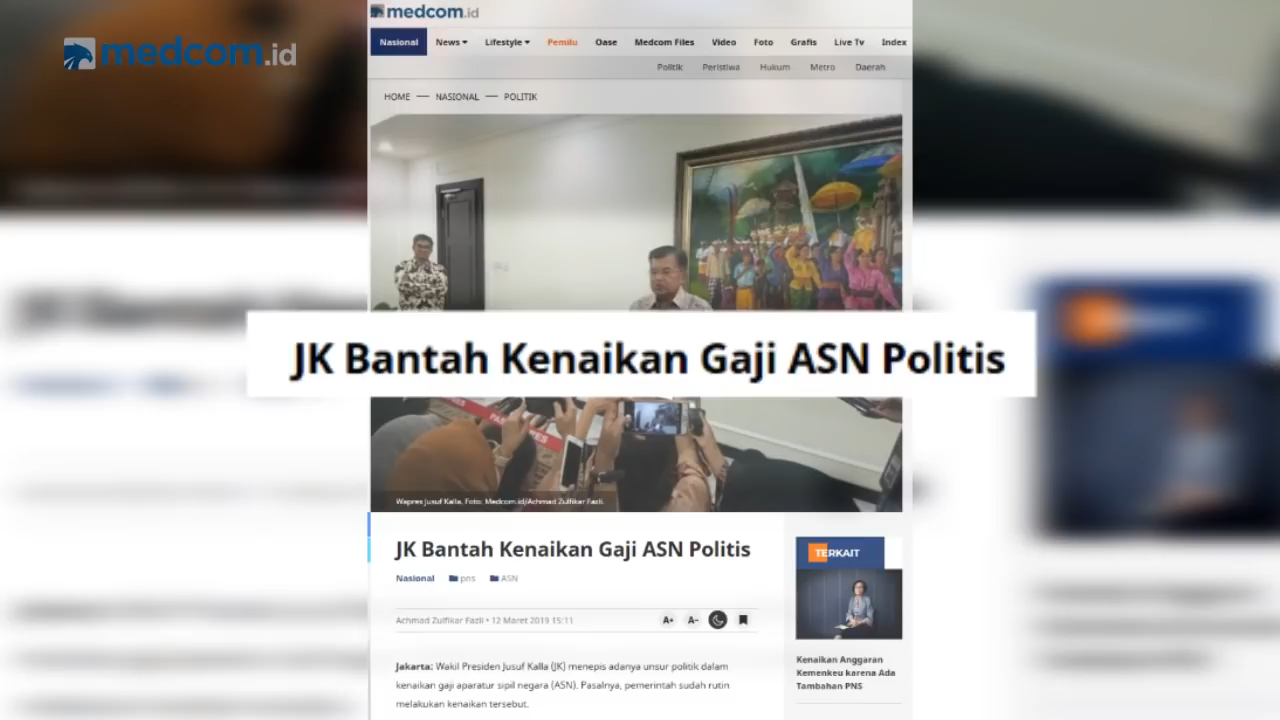 medcom.id
medcom.id
Nasional News Lifestyle Pemilu Oase Medcom Files Video Foto Grafis Live Tv Index
Politik Peristiwa Hukum Metro Daerah
HOME — NASIONAL — POLITIK
JK Bantah Kenaikan Gaji ASN Politis
Wapres Jusuf Kalla. Foto: Medcom.id/Achmad Zulfikar Fazli.
JK Bantah Kenaikan Gaji ASN Politis
Nasional pns ASN
Achmad Zulfikar Fazli • 12 Maret 2019 15:11
A+ A-
Jakarta: Wakil Presiden Jusuf Kalla (JK) menepis adanya unsur politik dalam
kenaikan gaji aparatur sipil negara (ASN). Pasalnya, pemerintah sudah rutin
melakukan kenaikan tersebut.
TERKAIT
Kenaikan Anggaran
Kemenkeu karena Ada
Tambahan PNS